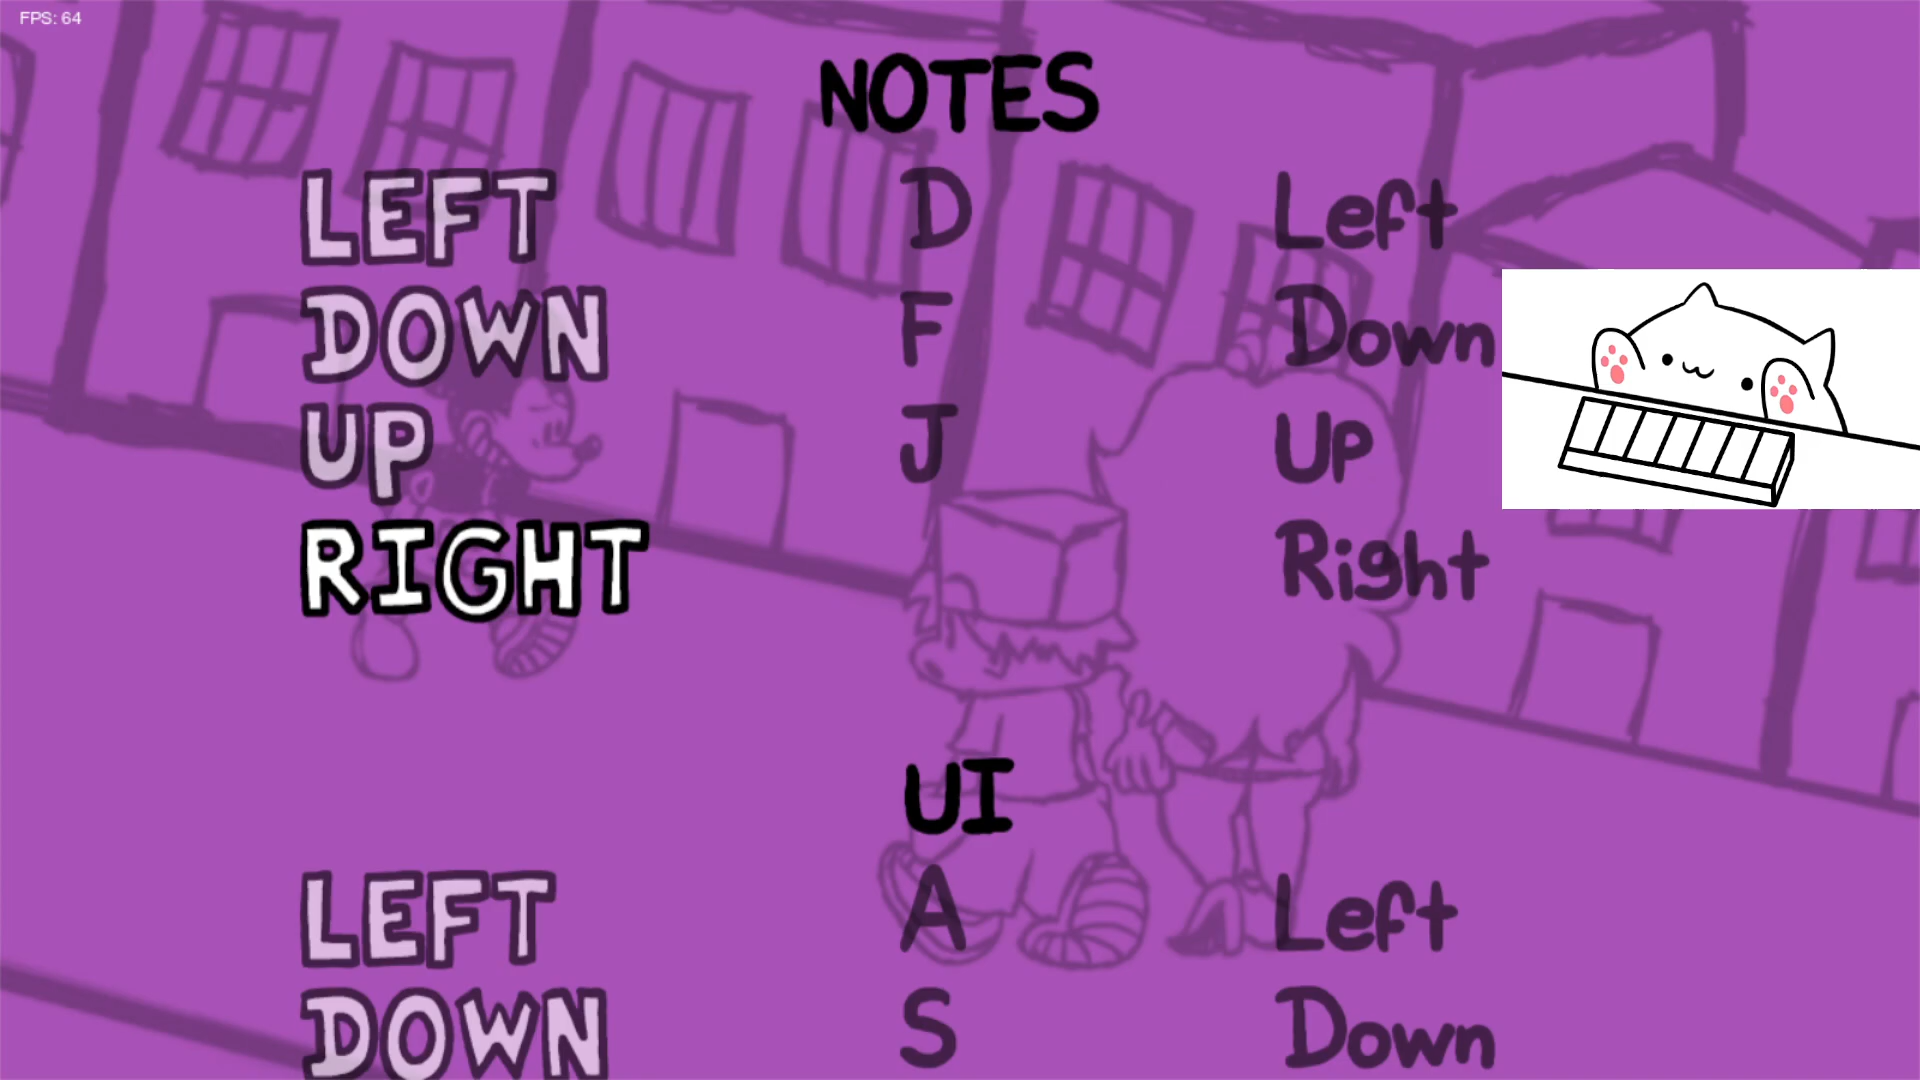 FPS: 64
NOTES
LEFT D Left
DOWN F Down
UP J Up
RIGHT Right
UI
LEFT A Left
DOWN S Down